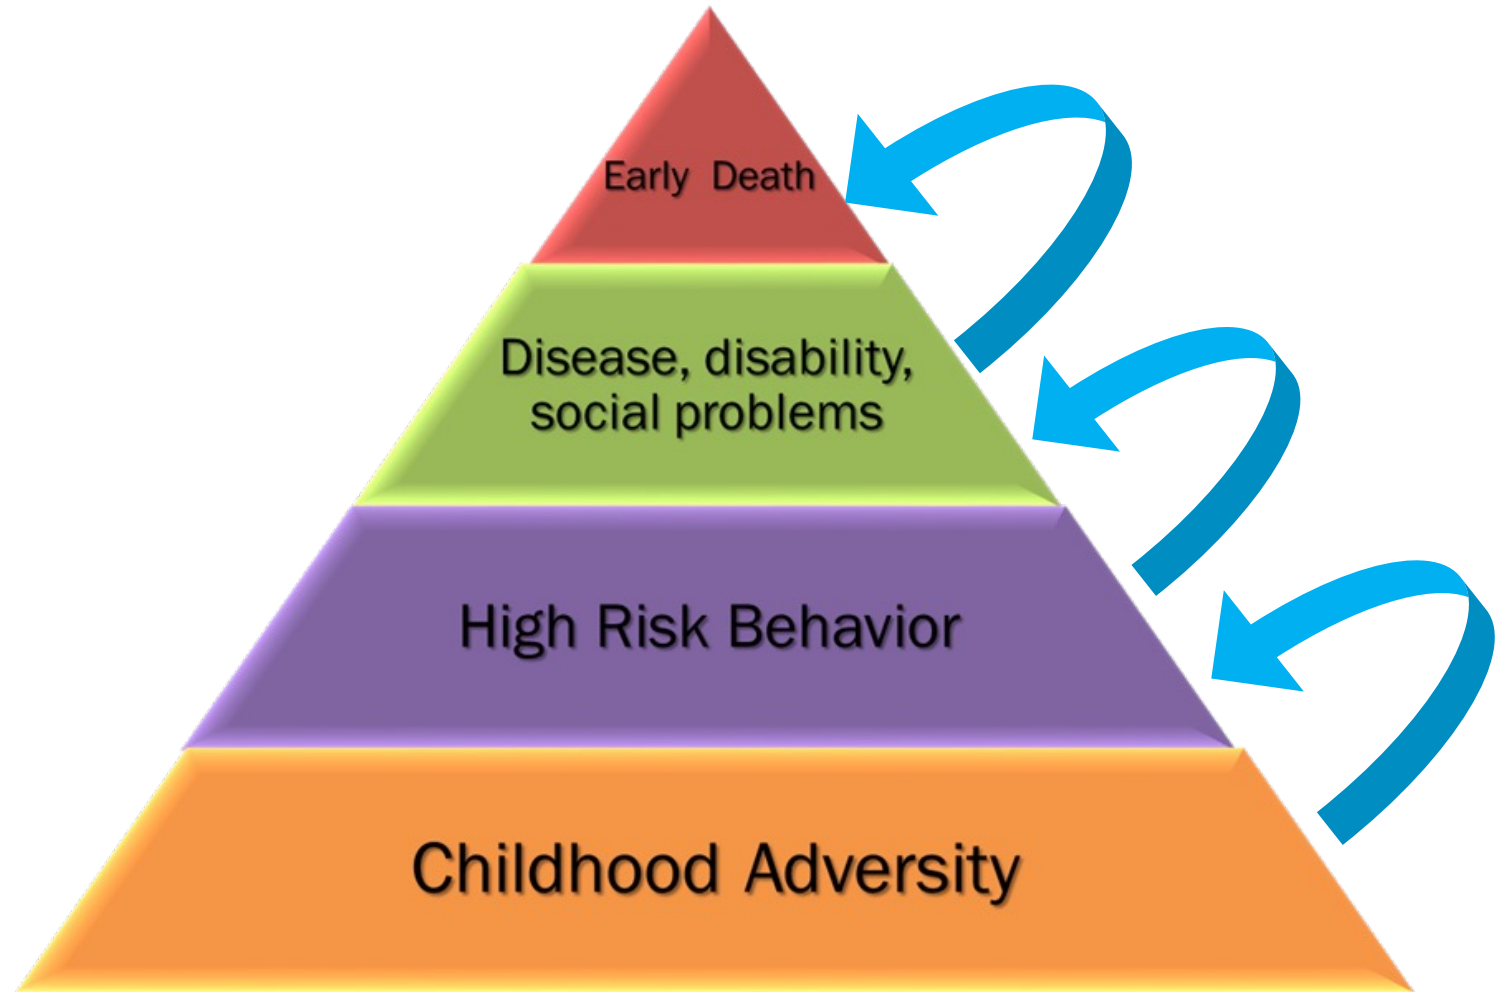 Early Death
Disease, disability,
social problems
High Risk Behavior
Childhood Adversity